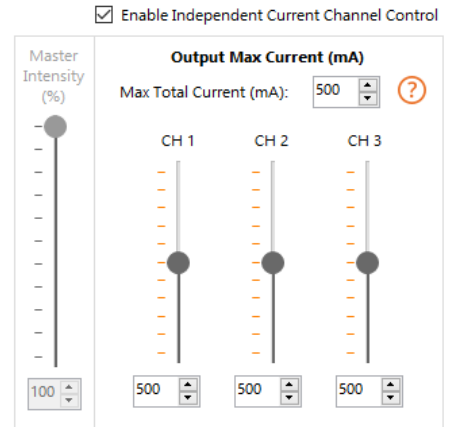 Enable Independent Current Channel Control
Master
Intensity
(%)
100
Output Max Current (mA)
Max Total Current (mA): 500 ?
CH 1 CH 2 CH 3
500 500 500